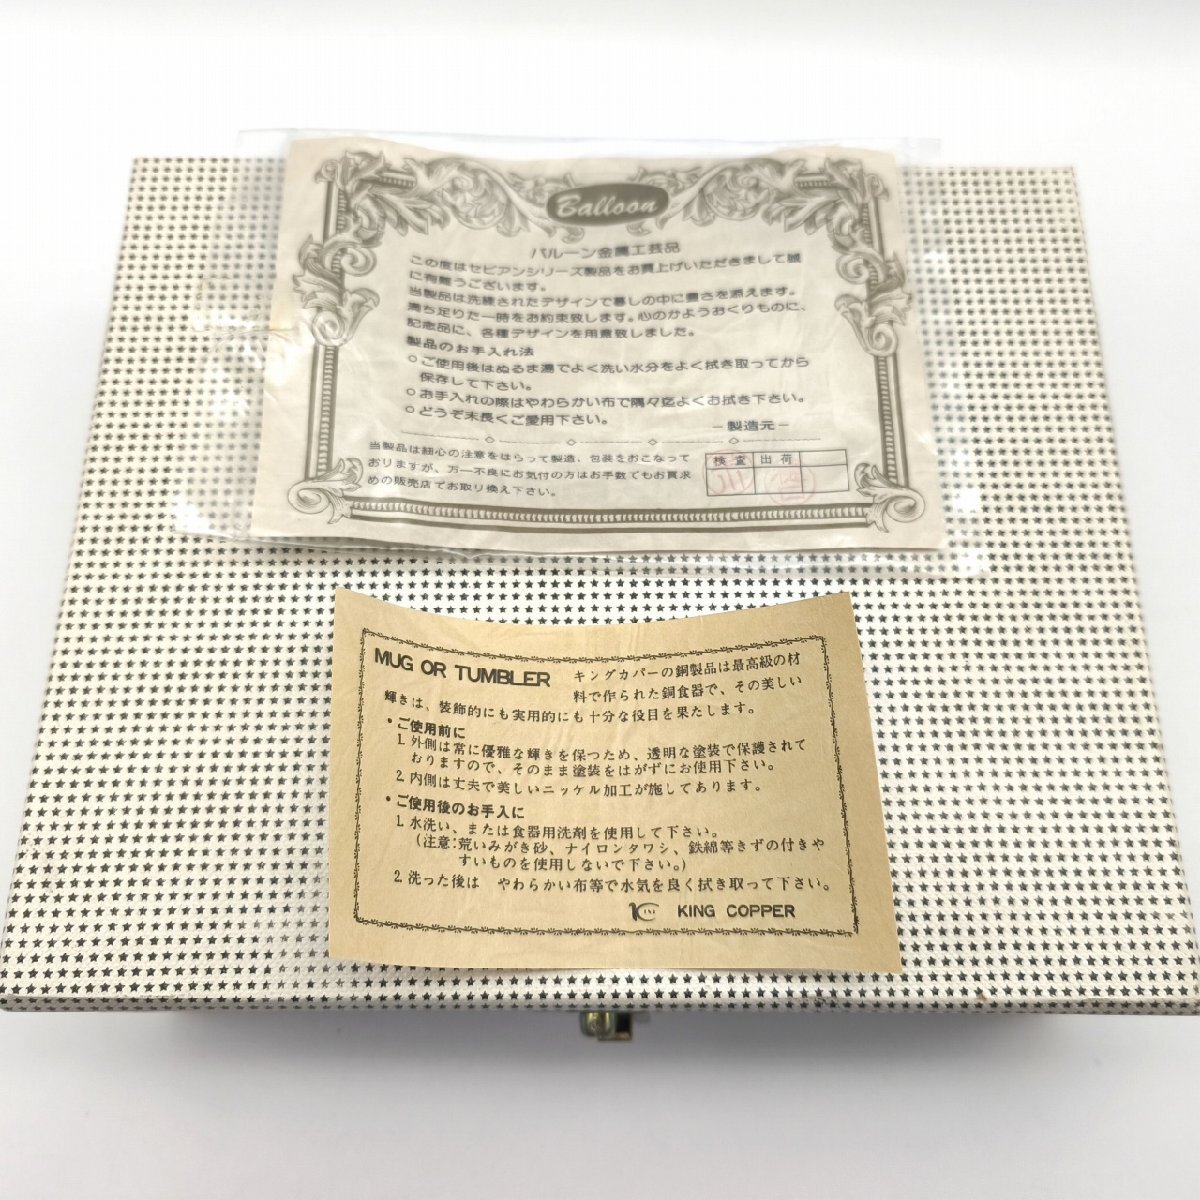 Balloon
バルーン金属工芸品
この度はセビアンシリーズ製品をお買上げいただきまして誠
に有難うございます。
当製品は洗練されたデザインで暮しの中に豊さを添えます。
満ち足りた一時をお約束致します。心のかようおくりものに、
記念品に、各種デザインを用意致しました。
製品のお手入れ法
○ご使用後はぬるま湯でよく洗い水分をよく拭き取ってから
保存して下さい。
○お手入れの際はやわらかい布で隅々迄よくお拭き下さい。
○どうぞ末長くご愛用下さい。
－製造元－
当製品は細心の注意をはらって製造、包装をおこなって
おりますが、万一不良にお気付の方はお手数でもお買求
めの販売店でお取り換え下さい。
検査 出荷
MUG OR TUMBLER
キングカパーの銅製品は最高級の材
料で作られた銅食器で、その美しい
輝きは、装飾的にも実用的にも十分な役目を果たします。
・ご使用前に
1. 外側は常に優雅な輝きを保つため、透明な塗装で保護されて
おりますので、そのまま塗装をはがずにお使用下さい。
2. 内側は丈夫で美しいニッケル加工が施してあります。
・ご使用後のお手入に
1. 水洗い、または食器用洗剤を使用して下さい。
(注意:荒いみがき砂、ナイロンタワシ、鉄綿等きずの付きや
すいものを使用しないで下さい。)
2. 洗った後は やわらかい布等で水気を良く拭き取って下さい。
KING COPPER